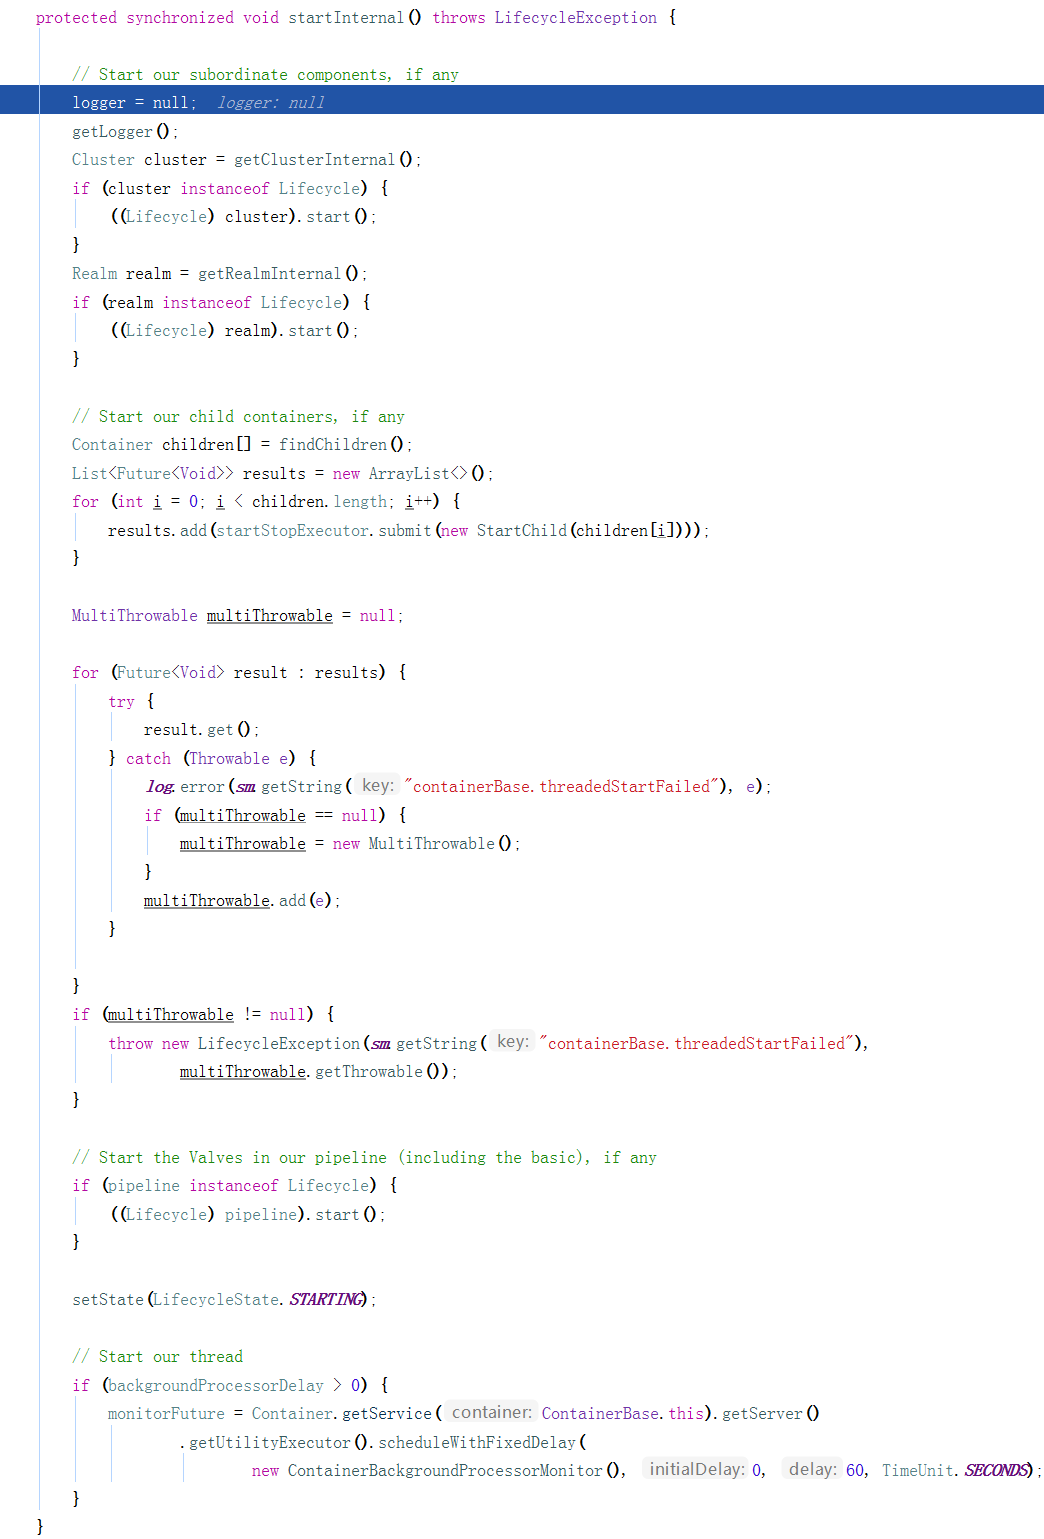 protected synchronized void startInternal() throws LifecycleException {
// Start our subordinate components, if any
logger = null;  logger: null
getLogger();
Cluster cluster = getClusterInternal();
if (cluster instanceof Lifecycle) {
((Lifecycle) cluster).start();
}
Realm realm = getRealmInternal();
if (realm instanceof Lifecycle) {
((Lifecycle) realm).start();
}
// Start our child containers, if any
Container children[] = findChildren();
List<Future<Void>> results = new ArrayList<>();
for (int i = 0; i < children.length; i++) {
results.add(startStopExecutor.submit(new StartChild(children[i])));
}
MultiThrowable multiThrowable = null;
for (Future<Void> result : results) {
try {
result.get();
} catch (Throwable e) {
log.error(sm.getString( key: "containerBase.threadedStartFailed"), e);
if (multiThrowable == null) {
multiThrowable = new MultiThrowable();
}
multiThrowable.add(e);
}
}
if (multiThrowable != null) {
throw new LifecycleException(sm.getString( key: "containerBase.threadedStartFailed"),
multiThrowable.getThrowable());
}
// Start the Valves in our pipeline (including the basic), if any
if (pipeline instanceof Lifecycle) {
((Lifecycle) pipeline).start();
}
setState(LifecycleState.STARTING);
// Start our thread
if (backgroundProcessorDelay > 0) {
monitorFuture = Container.getService( container: ContainerBase.this).getServer()
.getUtilityExecutor().scheduleWithFixedDelay(
new ContainerBackgroundProcessorMonitor(), initialDelay: 0, delay: 60, TimeUnit.SECONDS);
}
}